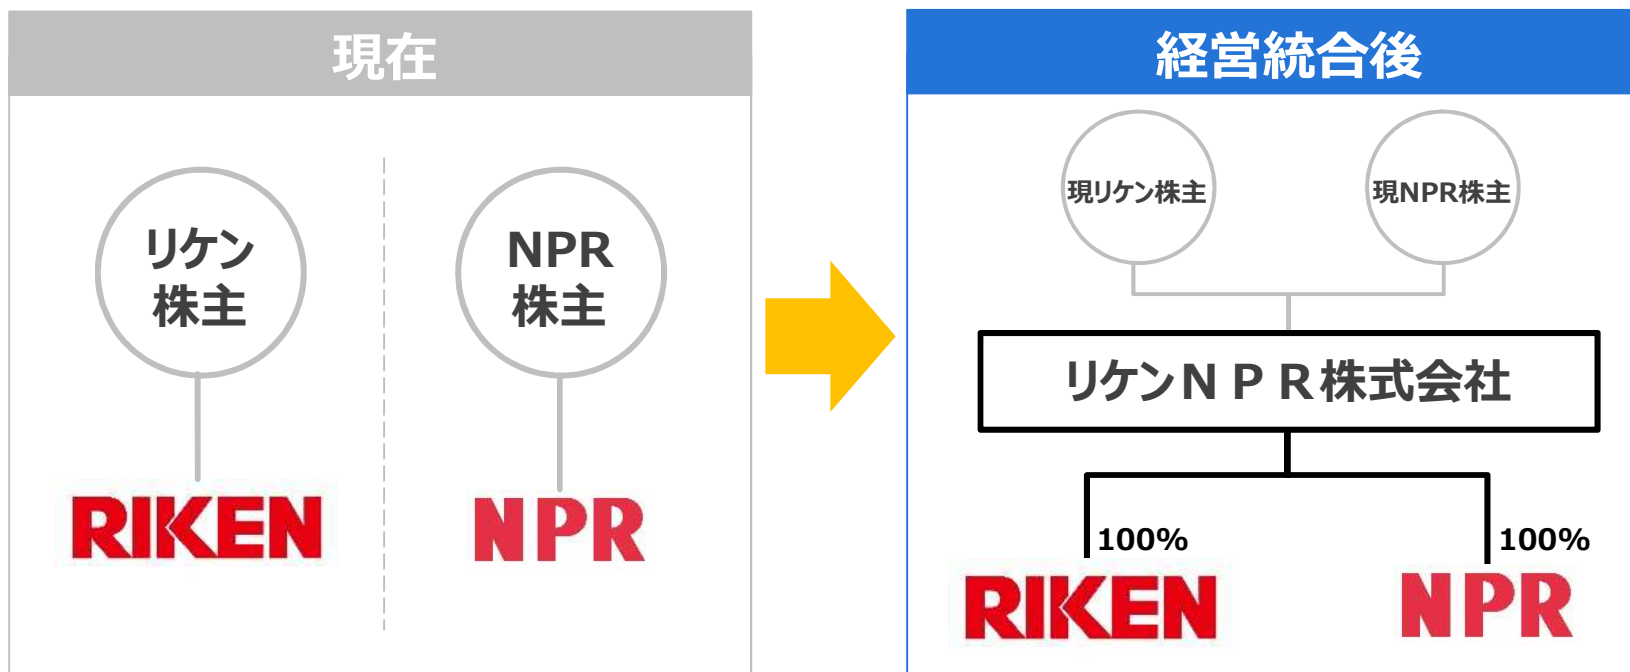 現在
リケン
株主
NPR
株主
RIKEN
NPR
経営統合後
現リケン株主
現NPR株主
リケンＮＰＲ株式会社
100%
100%
RIKEN
NPR